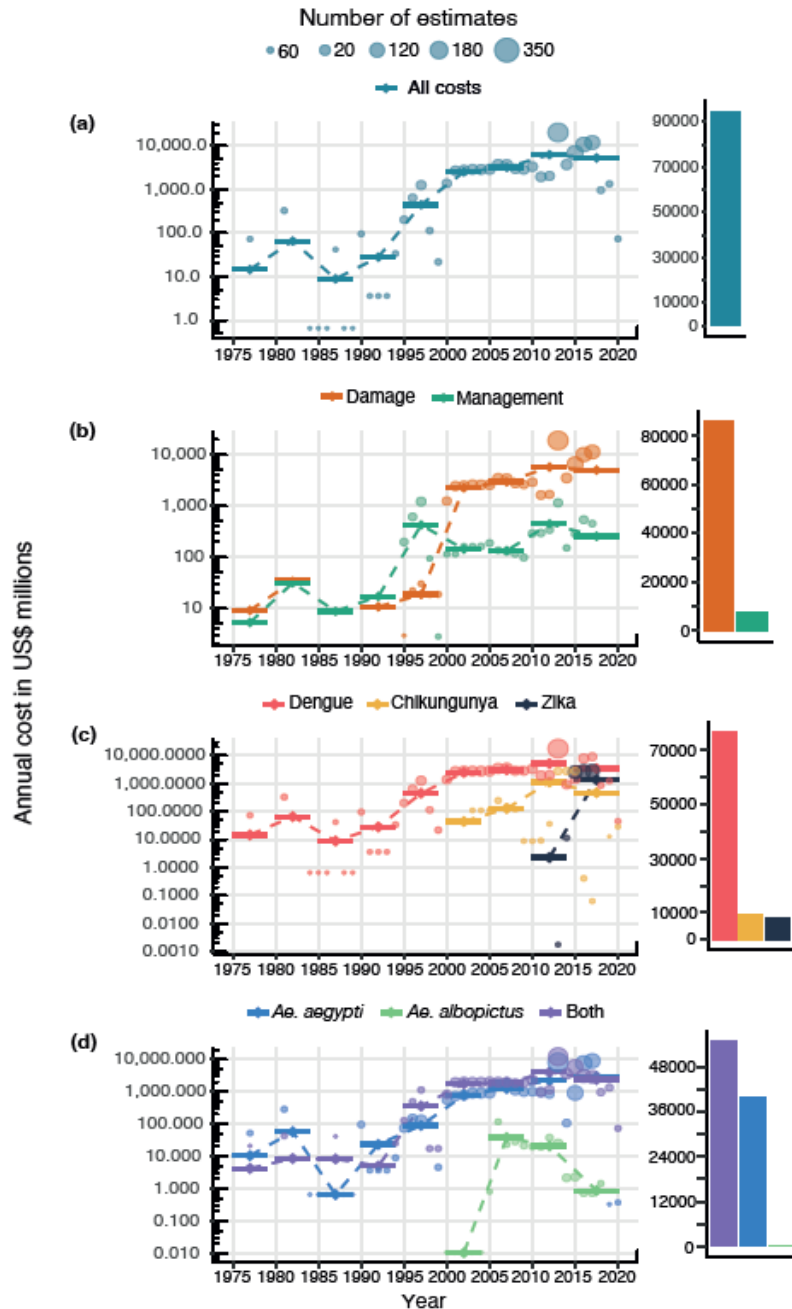 Number of estimates
60 20 120 180 350
All costs
(a)
10,000.0
1,000.0
100.0
10.0
1.0
90000
75000
60000
45000
30000
90000
10000
0
1975 1980 1985 1990 1995 2000 2005 2010 2015 2020
Damage Management
(b)
10,000
1,000
100
10
80000
60000
40000
20000
0
1975 1980 1985 1990 1995 2000 2005 2010 2015 2020
Annual cost in US$ millions
Dengue Chikungunya Zika
(c)
10,000.0000
1,000.0000
100.0000
10.0000
1.0000
0.1000
0.0100
0.0010
70000
50000
30000
10000
0
1975 1980 1985 1990 1995 2000 2005 2010 2015 2020
Ae. aegypti Ae. albopictus Both
(d)
10,000.000
1,000.000
100.000
10.000
1.000
0.100
0.010
48000
36000
24000
12000
0
1975 1980 1985 1990 1995 2000 2005 2010 2015 2020
Year